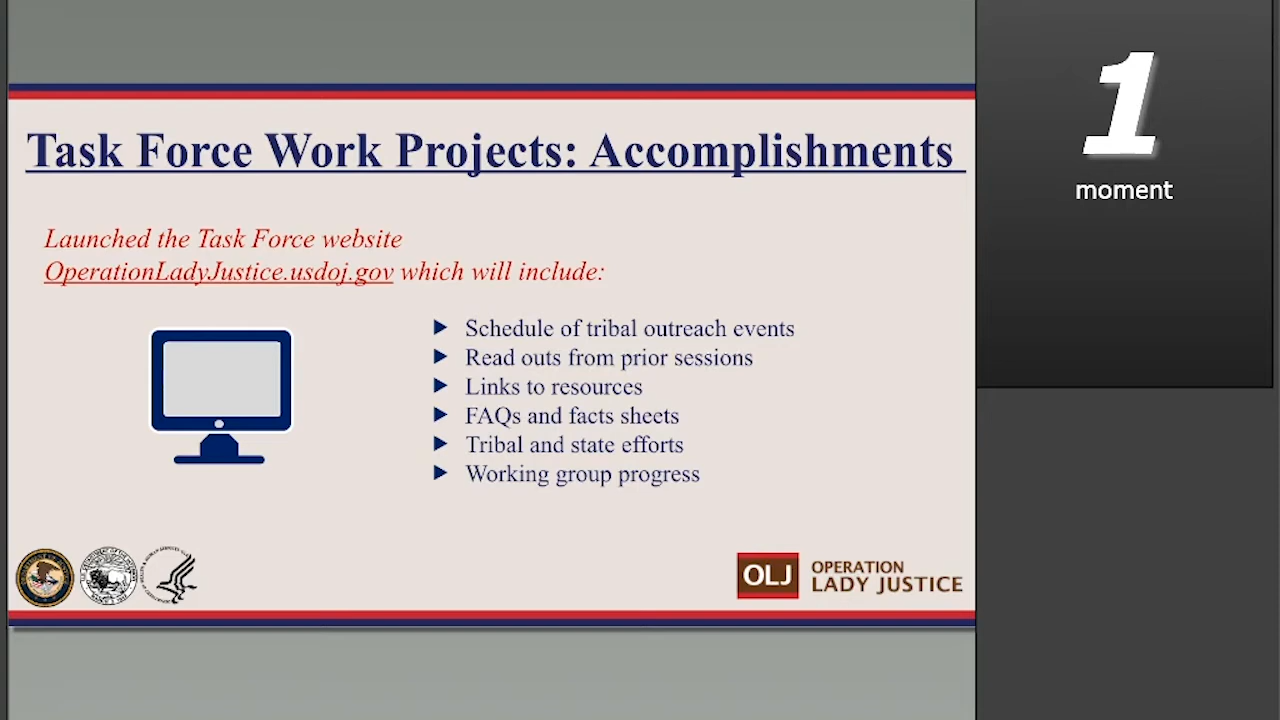 Task Force Work Projects: Accomplishments
Launched the Task Force website
OperationLadyJustice.usdoj.gov which will include:
Schedule of tribal outreach events
Read outs from prior sessions
Links to resources
FAQs and facts sheets
Tribal and state efforts
Working group progress
OLJ
OPERATION
LADY JUSTICE
1
moment